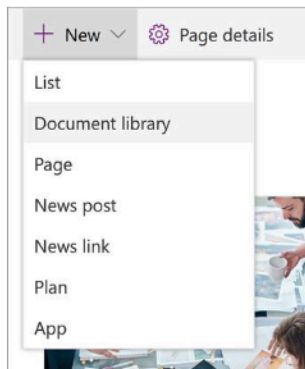 New
Page details
List
Document library
Page
News post
News link
Plan
App